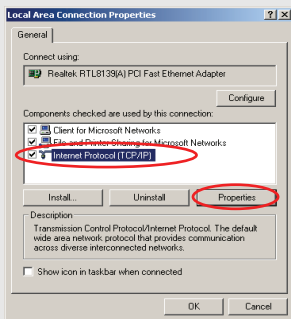 Local Area Connection Properties
General
Connect using:
Realtek RTL8139(A) PCI Fast Ethernet Adapter
Configure
Components checked are used by this connection:
Client for Microsoft Networks
File and Printer Sharing for Microsoft Networks
Internet Protocol (TCP/IP)
Install...
Uninstall
Properties
Description
Transmission Control Protocol/Internet Protocol. The default
wide area network protocol that provides communication
across diverse interconnected networks.
Show icon in taskbar when connected
OK
Cancel